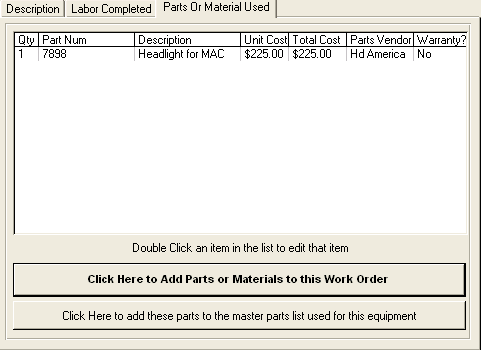 Description Labor Completed Parts Or Material Used
Qty Part Num Description Unit Cost Total Cost Parts Vendor Warranty?
1 7898 Headlight for MAC $225.00 $225.00 Hd America No
Double Click an item in the list to edit that item
Click Here to Add Parts or Materials to this Work Order
Click Here to add these parts to the master parts list used for this equipment